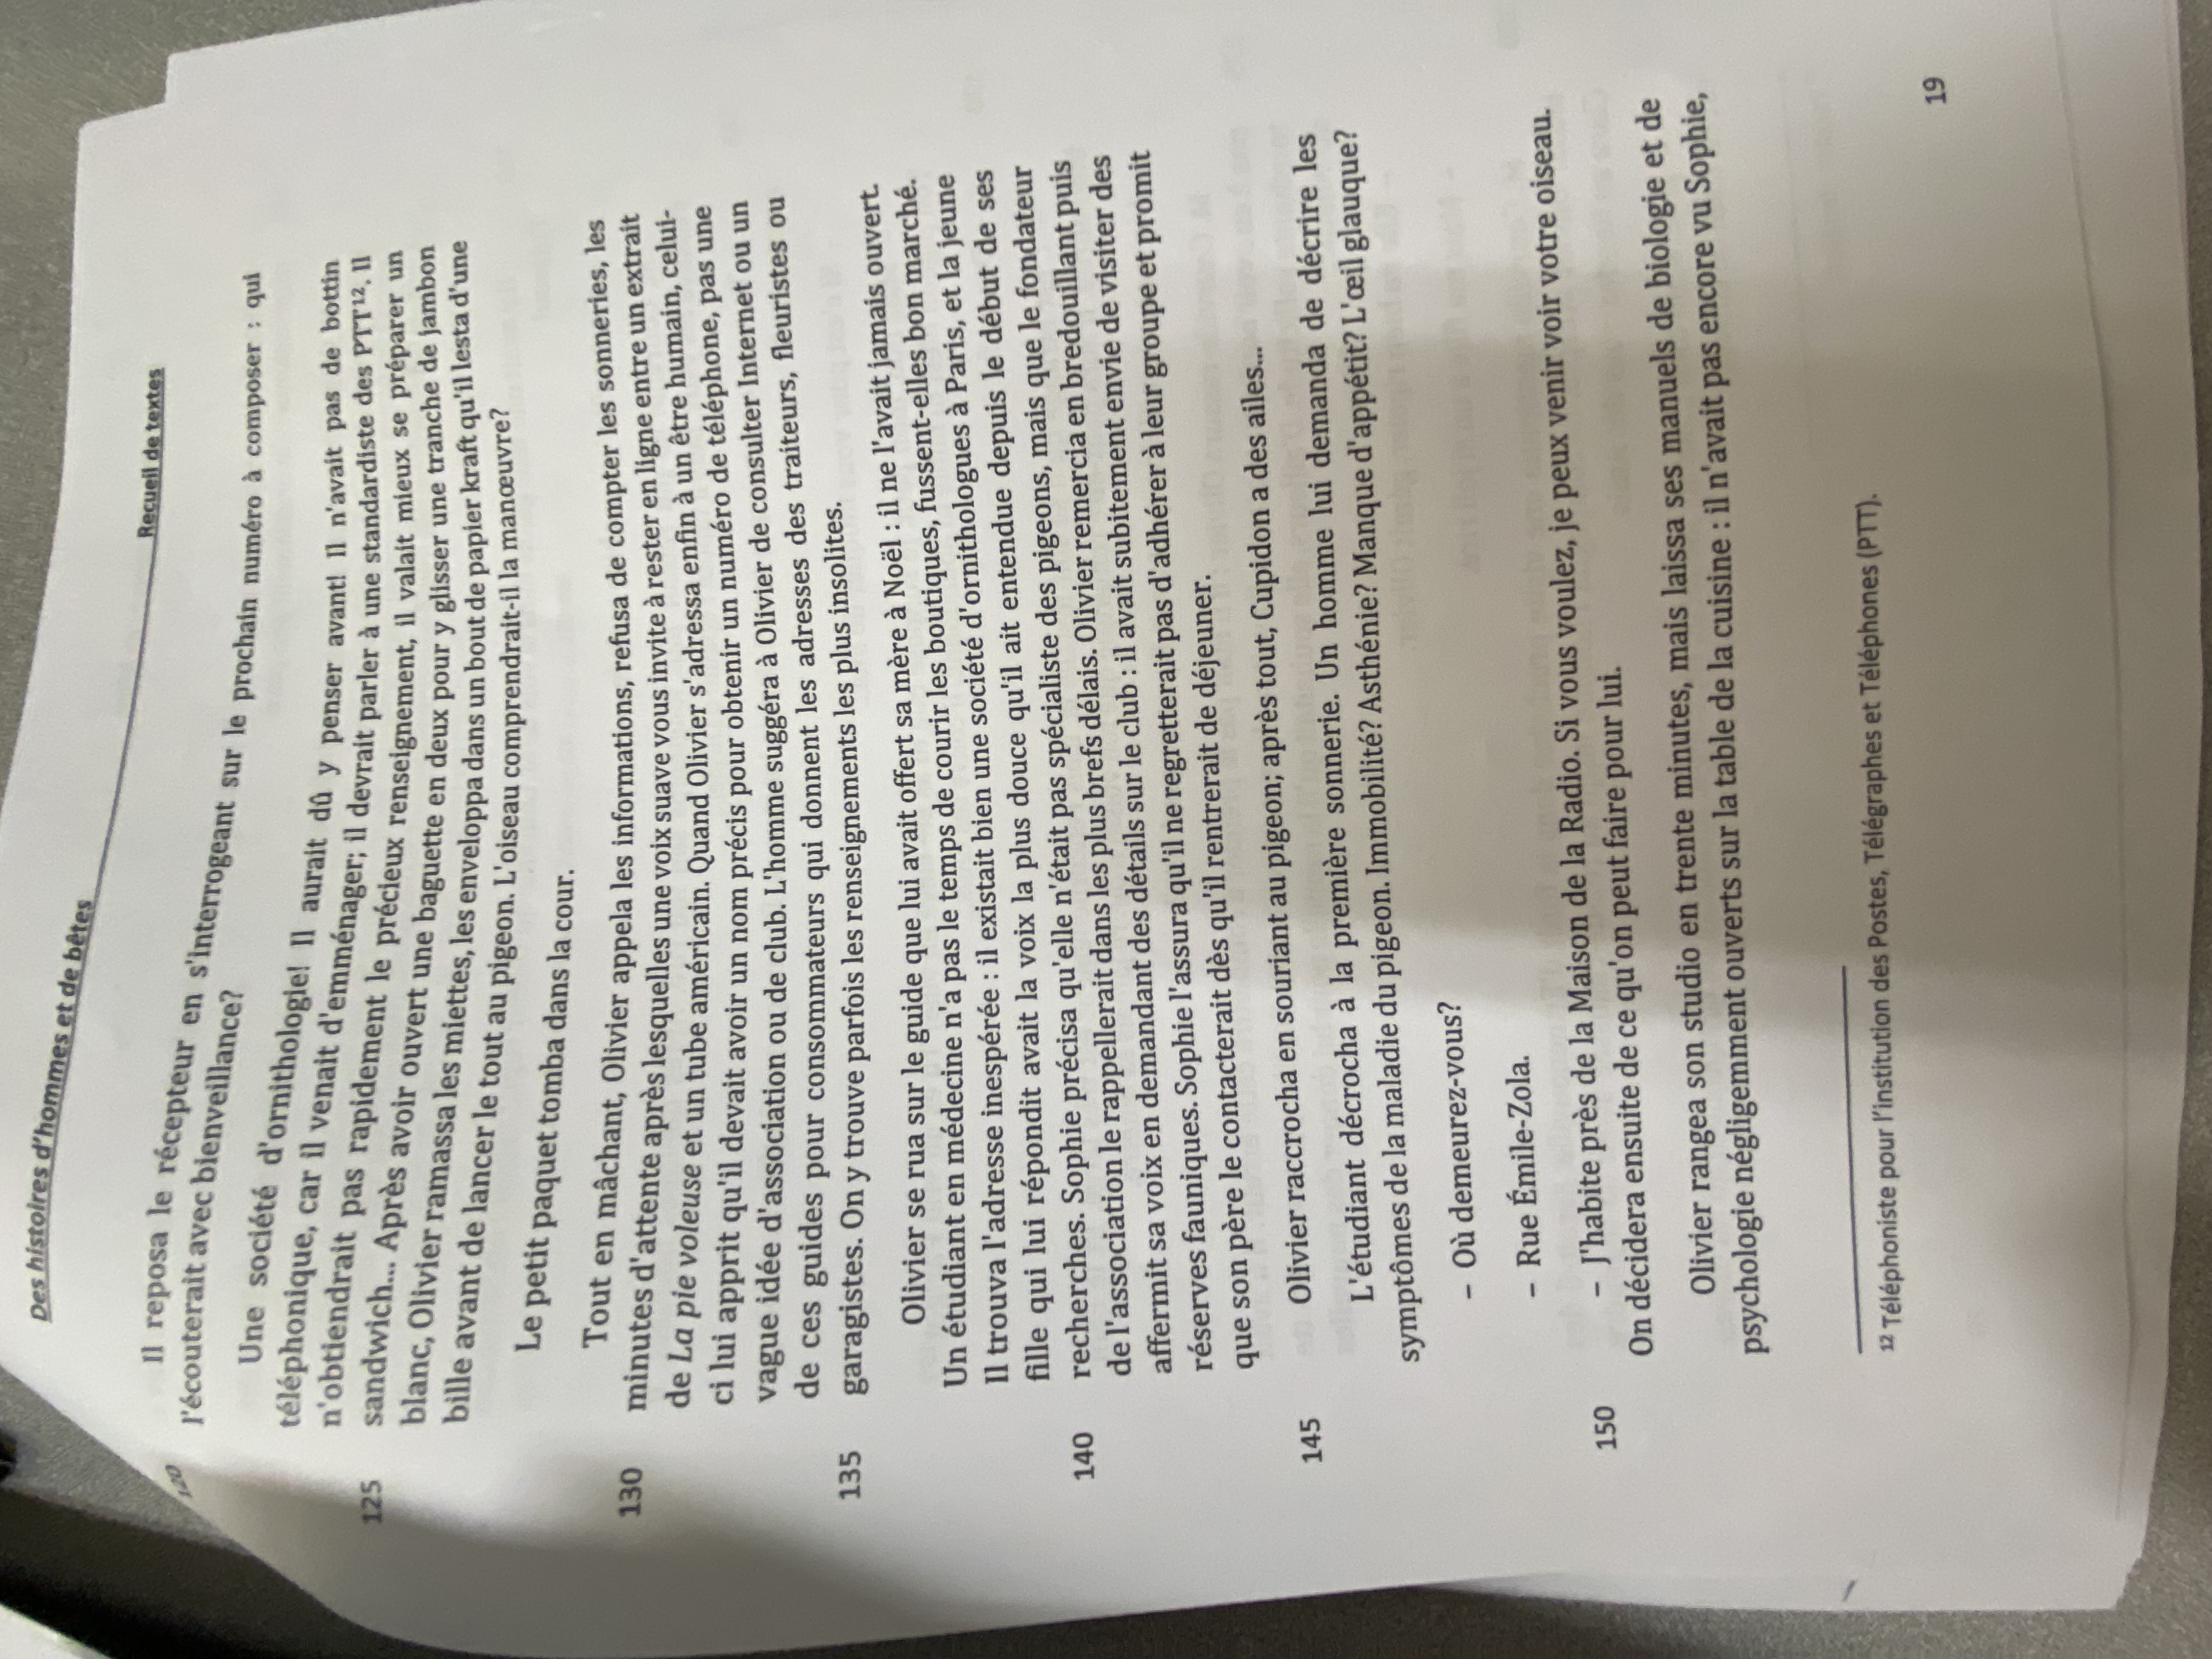 Des histoires d'hommes et de bêtes
Recueil de textes
120 Il reposa le récepteur en s'interrogeant sur le prochain numéro à composer : qui
l'écouterait avec bienveillance?
Une société d'ornithologie! Il aurait dû y penser avant! Il n'avait pas de bottin
téléphonique, car il venait d'emménager; il devrait parler à une standardiste des PTT¹². Il
n'obtiendrait pas rapidement le précieux renseignement, il valait mieux se préparer un
125 sandwich... Après avoir ouvert une baguette en deux pour y glisser une tranche de jambon
blanc, Olivier ramassa les miettes, les enveloppa dans un bout de papier kraft qu'il lesta d'une
bille avant de lancer le tout au pigeon. L'oiseau comprendrait-il la manœuvre?
Le petit paquet tomba dans la cour.
Tout en mâchant, Olivier appela les informations, refusa de compter les sonneries, les
130 minutes d'attente après lesquelles une voix suave vous invite à rester en ligne entre un extrait
de La pie voleuse et un tube américain. Quand Olivier s'adressa enfin à un être humain, celui-
ci lui apprit qu'il devait avoir un nom précis pour obtenir un numéro de téléphone, pas une
vague idée d'association ou de club. L'homme suggéra à Olivier de consulter Internet ou un
de ces guides pour consommateurs qui donnent les adresses des traiteurs, fleuristes ou
135 garagistes. On y trouve parfois les renseignements les plus insolites.
Olivier se rua sur le guide que lui avait offert sa mère à Noël : il ne l'avait jamais ouvert.
Un étudiant en médecine n'a pas le temps de courir les boutiques, fussent-elles bon marché.
Il trouva l'adresse inespérée : il existait bien une société d'ornithologues à Paris, et la jeune
fille qui lui répondit avait la voix la plus douce qu'il ait entendue depuis le début de ses
140 recherches. Sophie précisa qu'elle n'était pas spécialiste des pigeons, mais que le fondateur
de l'association le rappellerait dans les plus brefs délais. Olivier remercia en bredouillant puis
affermit sa voix en demandant des détails sur le club : il avait subitement envie de visiter des
réserves fauniques. Sophie l'assura qu'il ne regretterait pas d'adhérer à leur groupe et promit
que son père le contacterait dès qu'il rentrerait de déjeuner.
145 Olivier raccrocha en souriant au pigeon; après tout, Cupidon a des ailes...
L'étudiant décrocha à la première sonnerie. Un homme lui demanda de décrire les
symptômes de la maladie du pigeon. Immobilité? Asthénie? Manque d'appétit? L'œil glauque?
– Où demeurez-vous?
– Rue Émile-Zola.
150 – J'habite près de la Maison de la Radio. Si vous voulez, je peux venir voir votre oiseau.
On décidera ensuite de ce qu'on peut faire pour lui.
Olivier rangea son studio en trente minutes, mais laissa ses manuels de biologie et de
psychologie négligemment ouverts sur la table de la cuisine : il n'avait pas encore vu Sophie,
¹² Téléphoniste pour l'institution des Postes, Télégraphes et Téléphones (PTT).
19